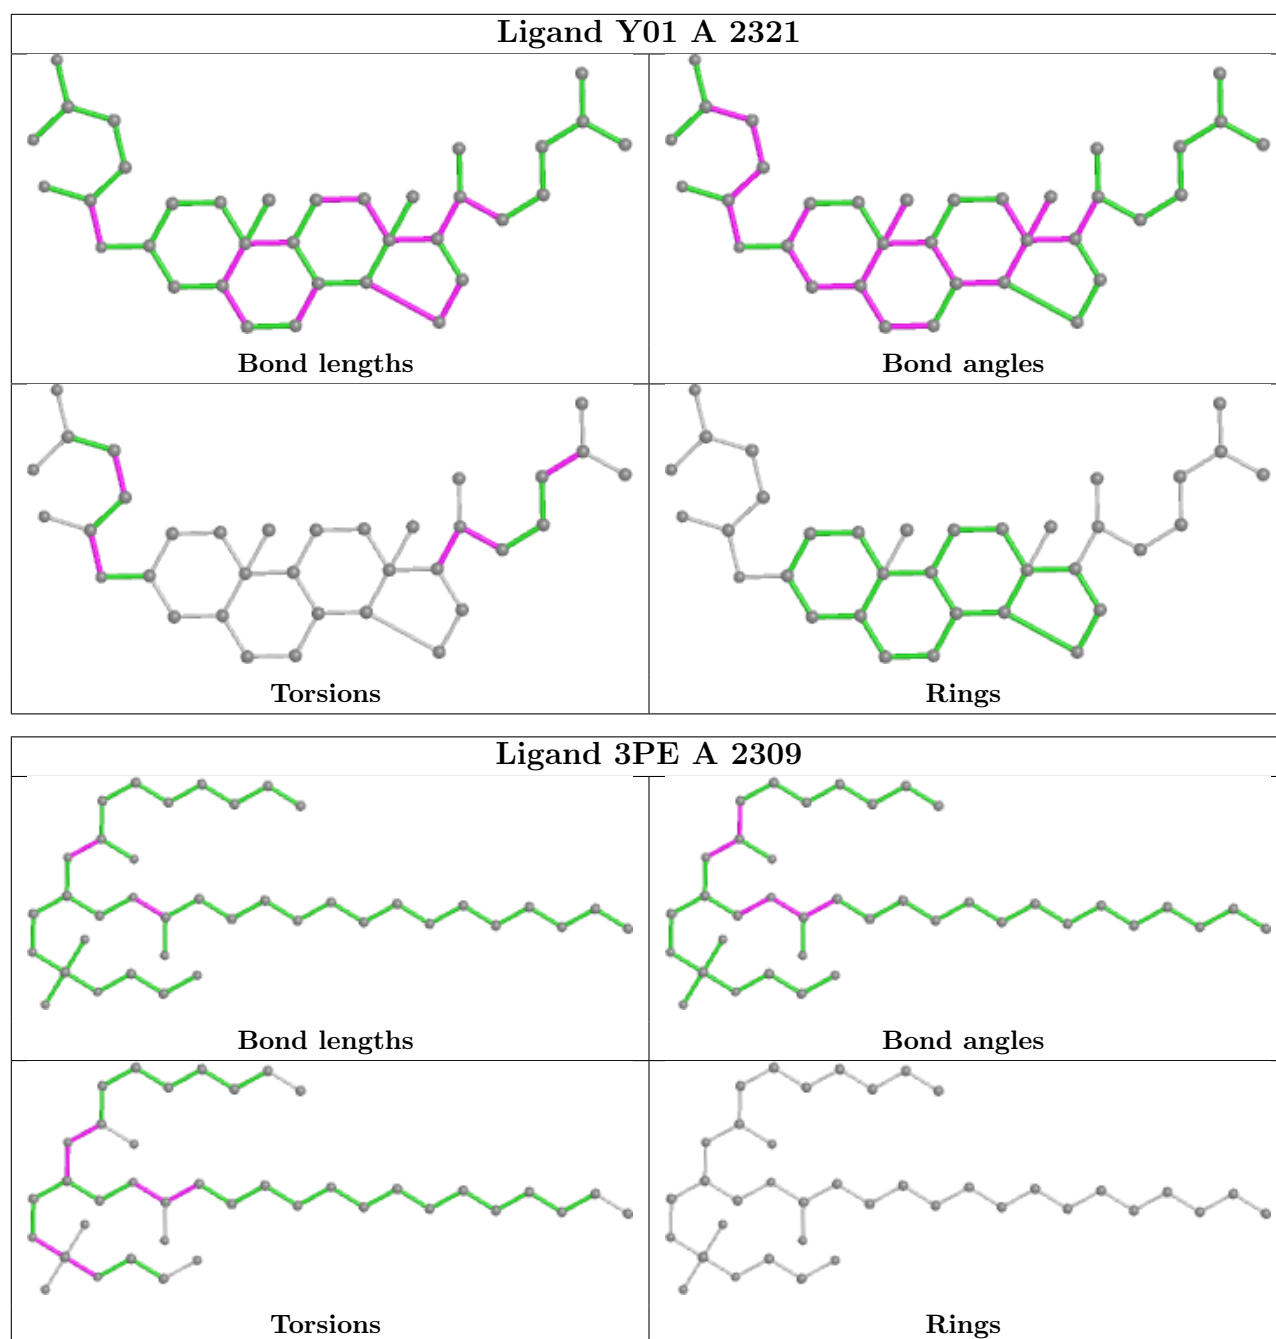 Ligand Y01 A 2321
Bond lengths
Bond angles
Torsions
Rings
Ligand 3PE A 2309
Bond lengths
Bond angles
Torsions
Rings